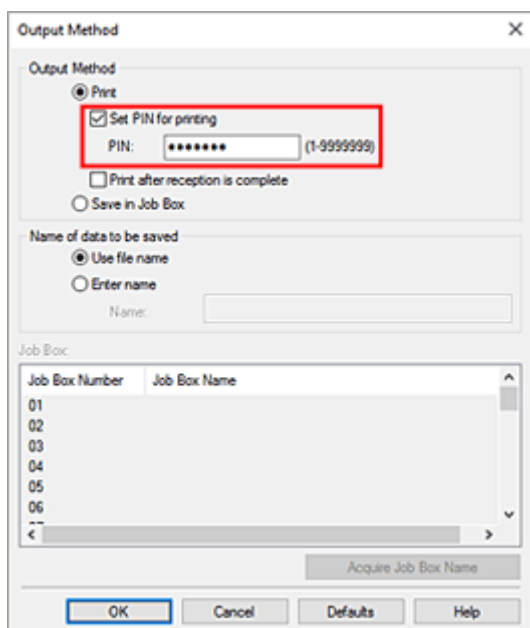 Output Method
Output Method
Print
Set PIN for printing
PIN: ●●●●●●● (1-9999999)
Print after reception is complete
Save in Job Box
Name of data to be saved
Use file name
Enter name
Name:
Job Box:
Job Box Number Job Box Name
01
02
03
04
05
06
Acquire Job Box Name
OK Cancel Defaults Help